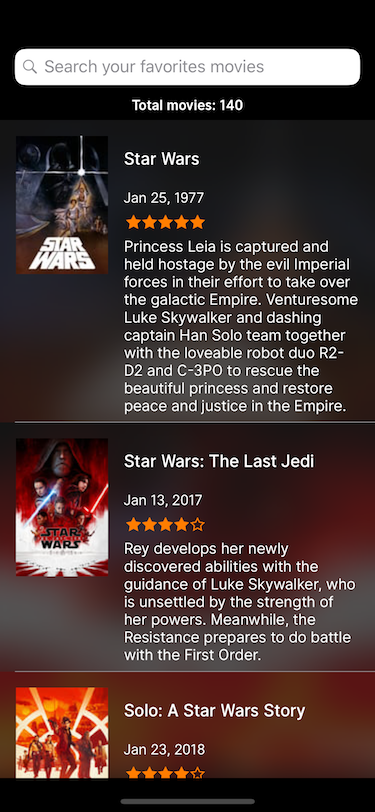 Search your favorites movies
Total movies: 140
STAR
WARS
Star Wars
Jan 25, 1977
Princess Leia is captured and
held hostage by the evil Imperial
forces in their effort to take over
the galactic Empire. Venturesome
Luke Skywalker and dashing
captain Han Solo team together
with the loveable robot duo R2-
D2 and C-3PO to rescue the
beautiful princess and restore
peace and justice in the Empire.
STAR
WARS
Star Wars: The Last Jedi
Jan 13, 2017
Rey develops her newly
discovered abilities with the
guidance of Luke Skywalker, who
is unsettled by the strength of
her powers. Meanwhile, the
Resistance prepares to do battle
with the First Order.
Solo: A Star Wars Story
Jan 23, 2018